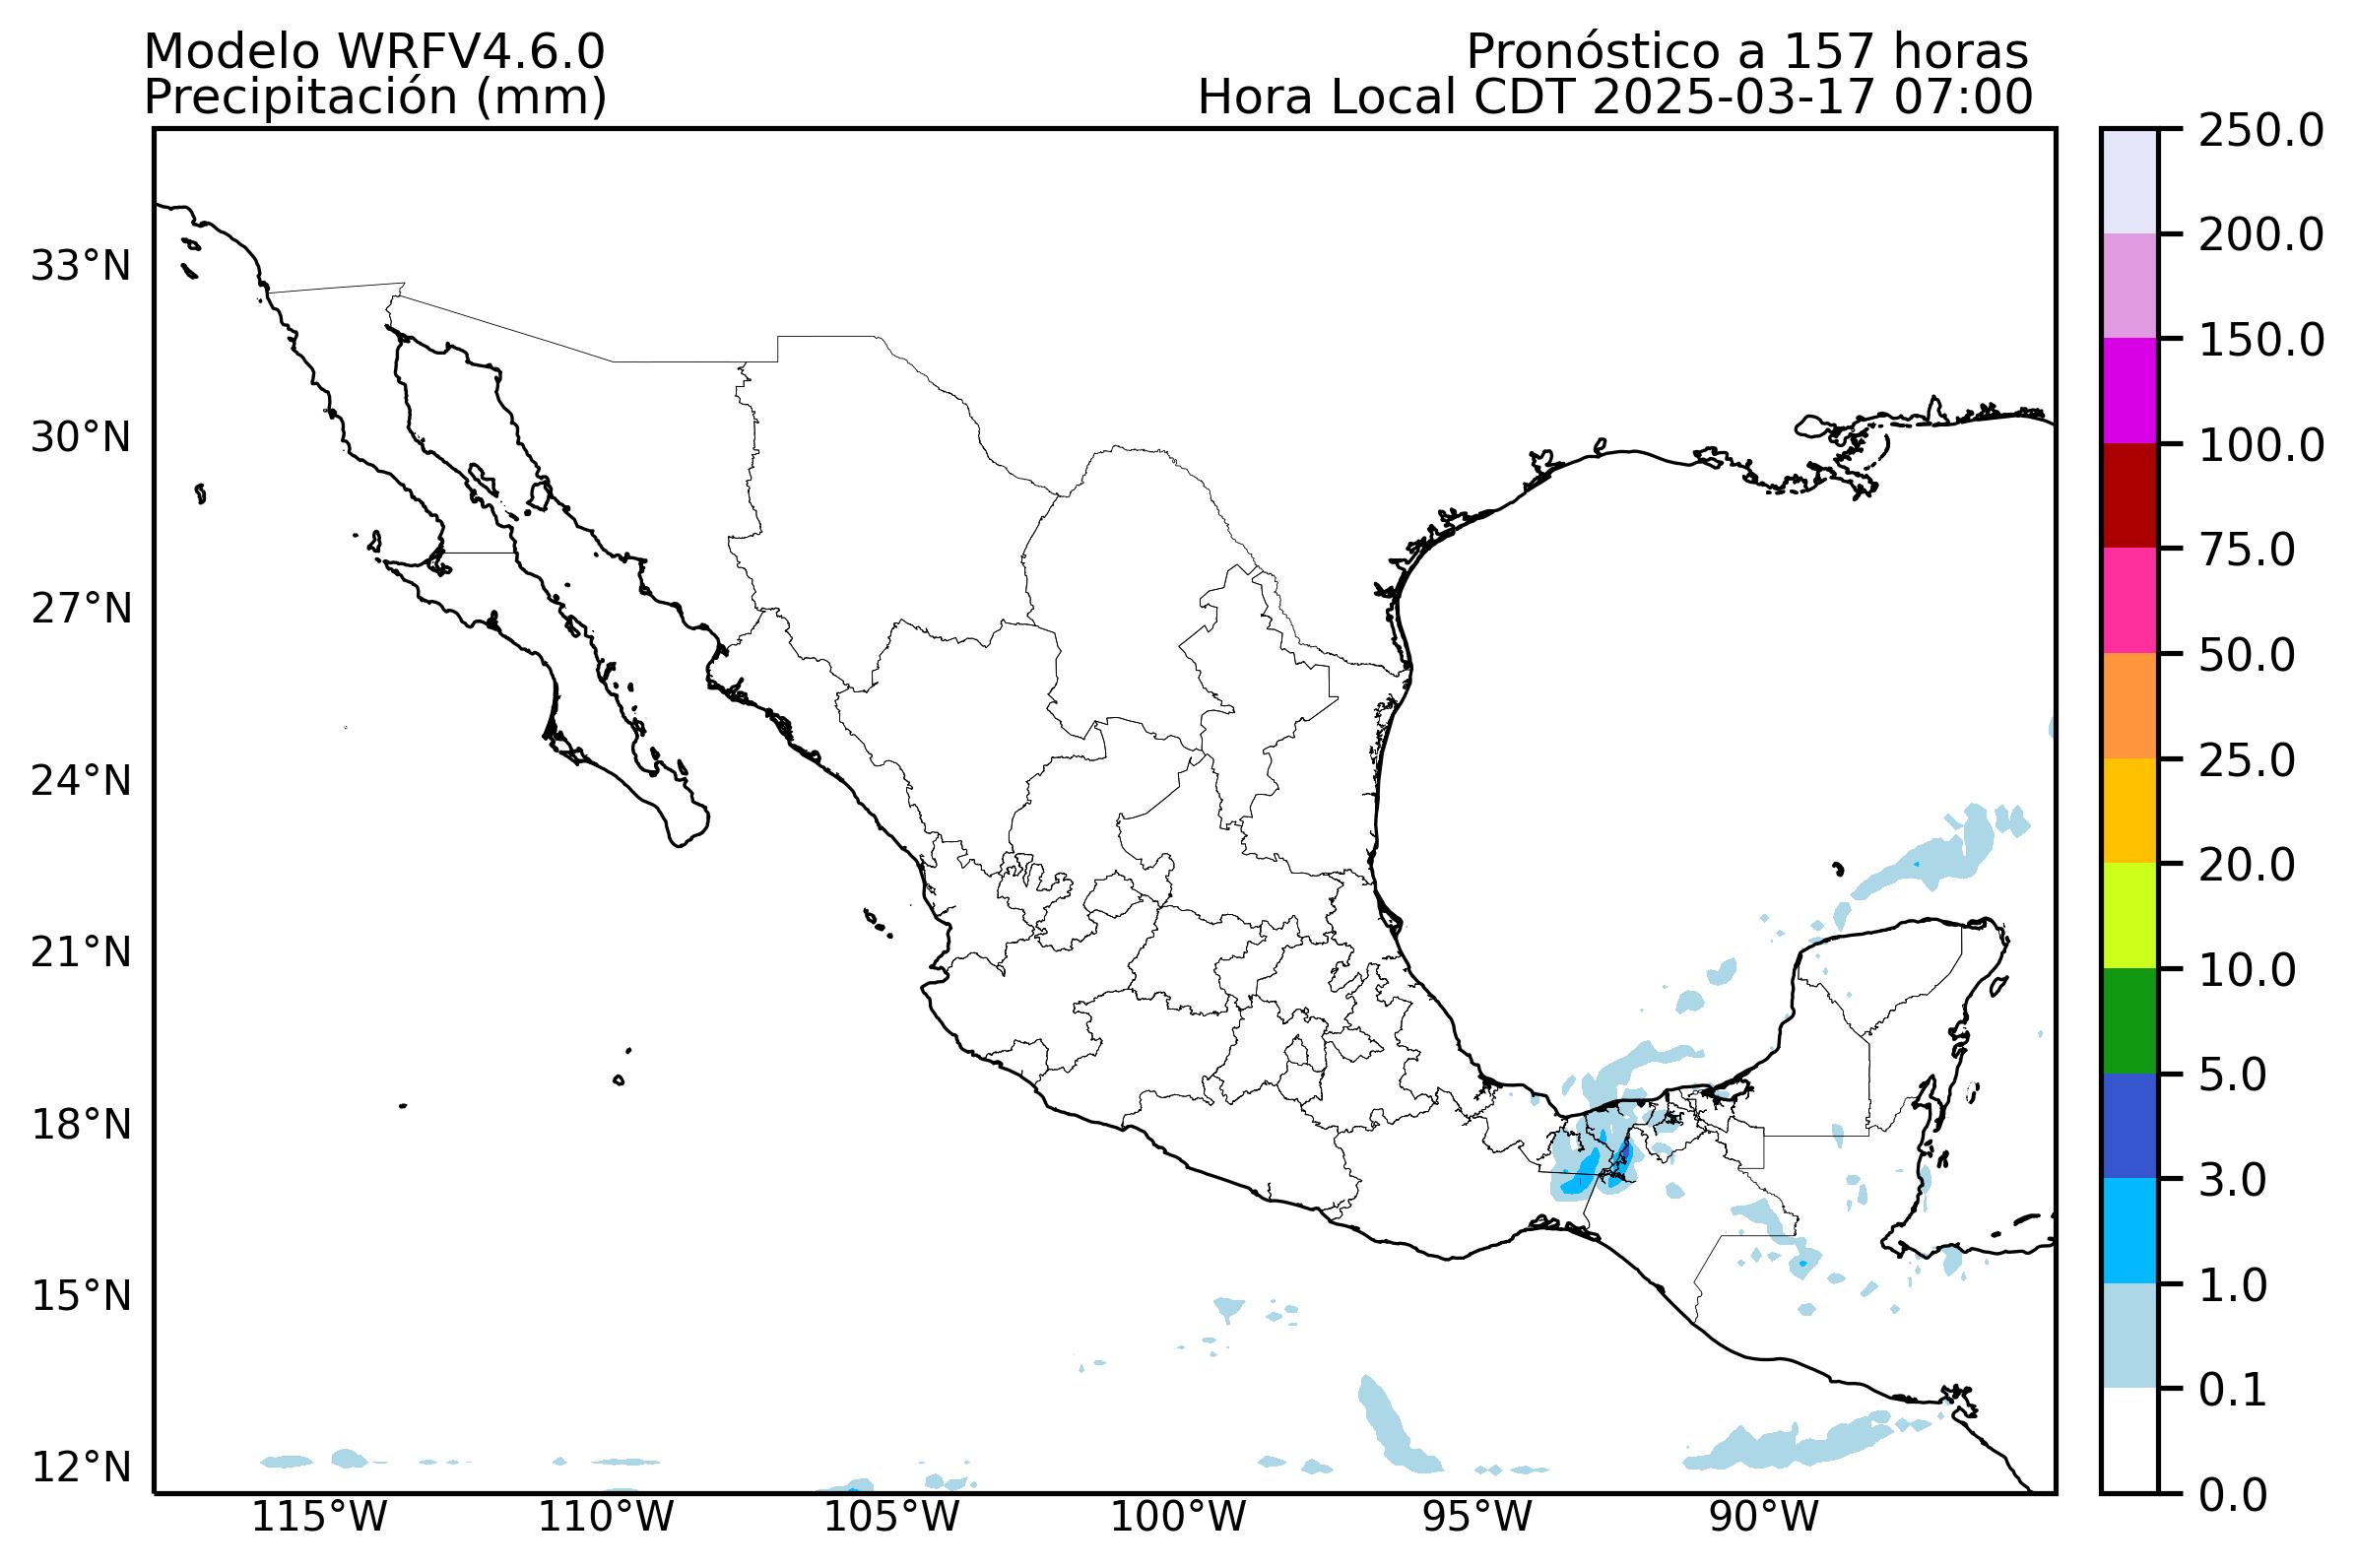 Modelo WRFV4.6.0
Pronóstico a 157 horas
Precipitación (mm)
Hora Local CDT 2025-03-17 07:00
33°N
30°N
27°N
24°N
21°N
18°N
15°N
12°N
115°W
110°W
105°W
100°W
95°W
90°W
250.0
200.0
150.0
100.0
75.0
50.0
25.0
20.0
10.0
5.0
3.0
1.0
0.1
0.0